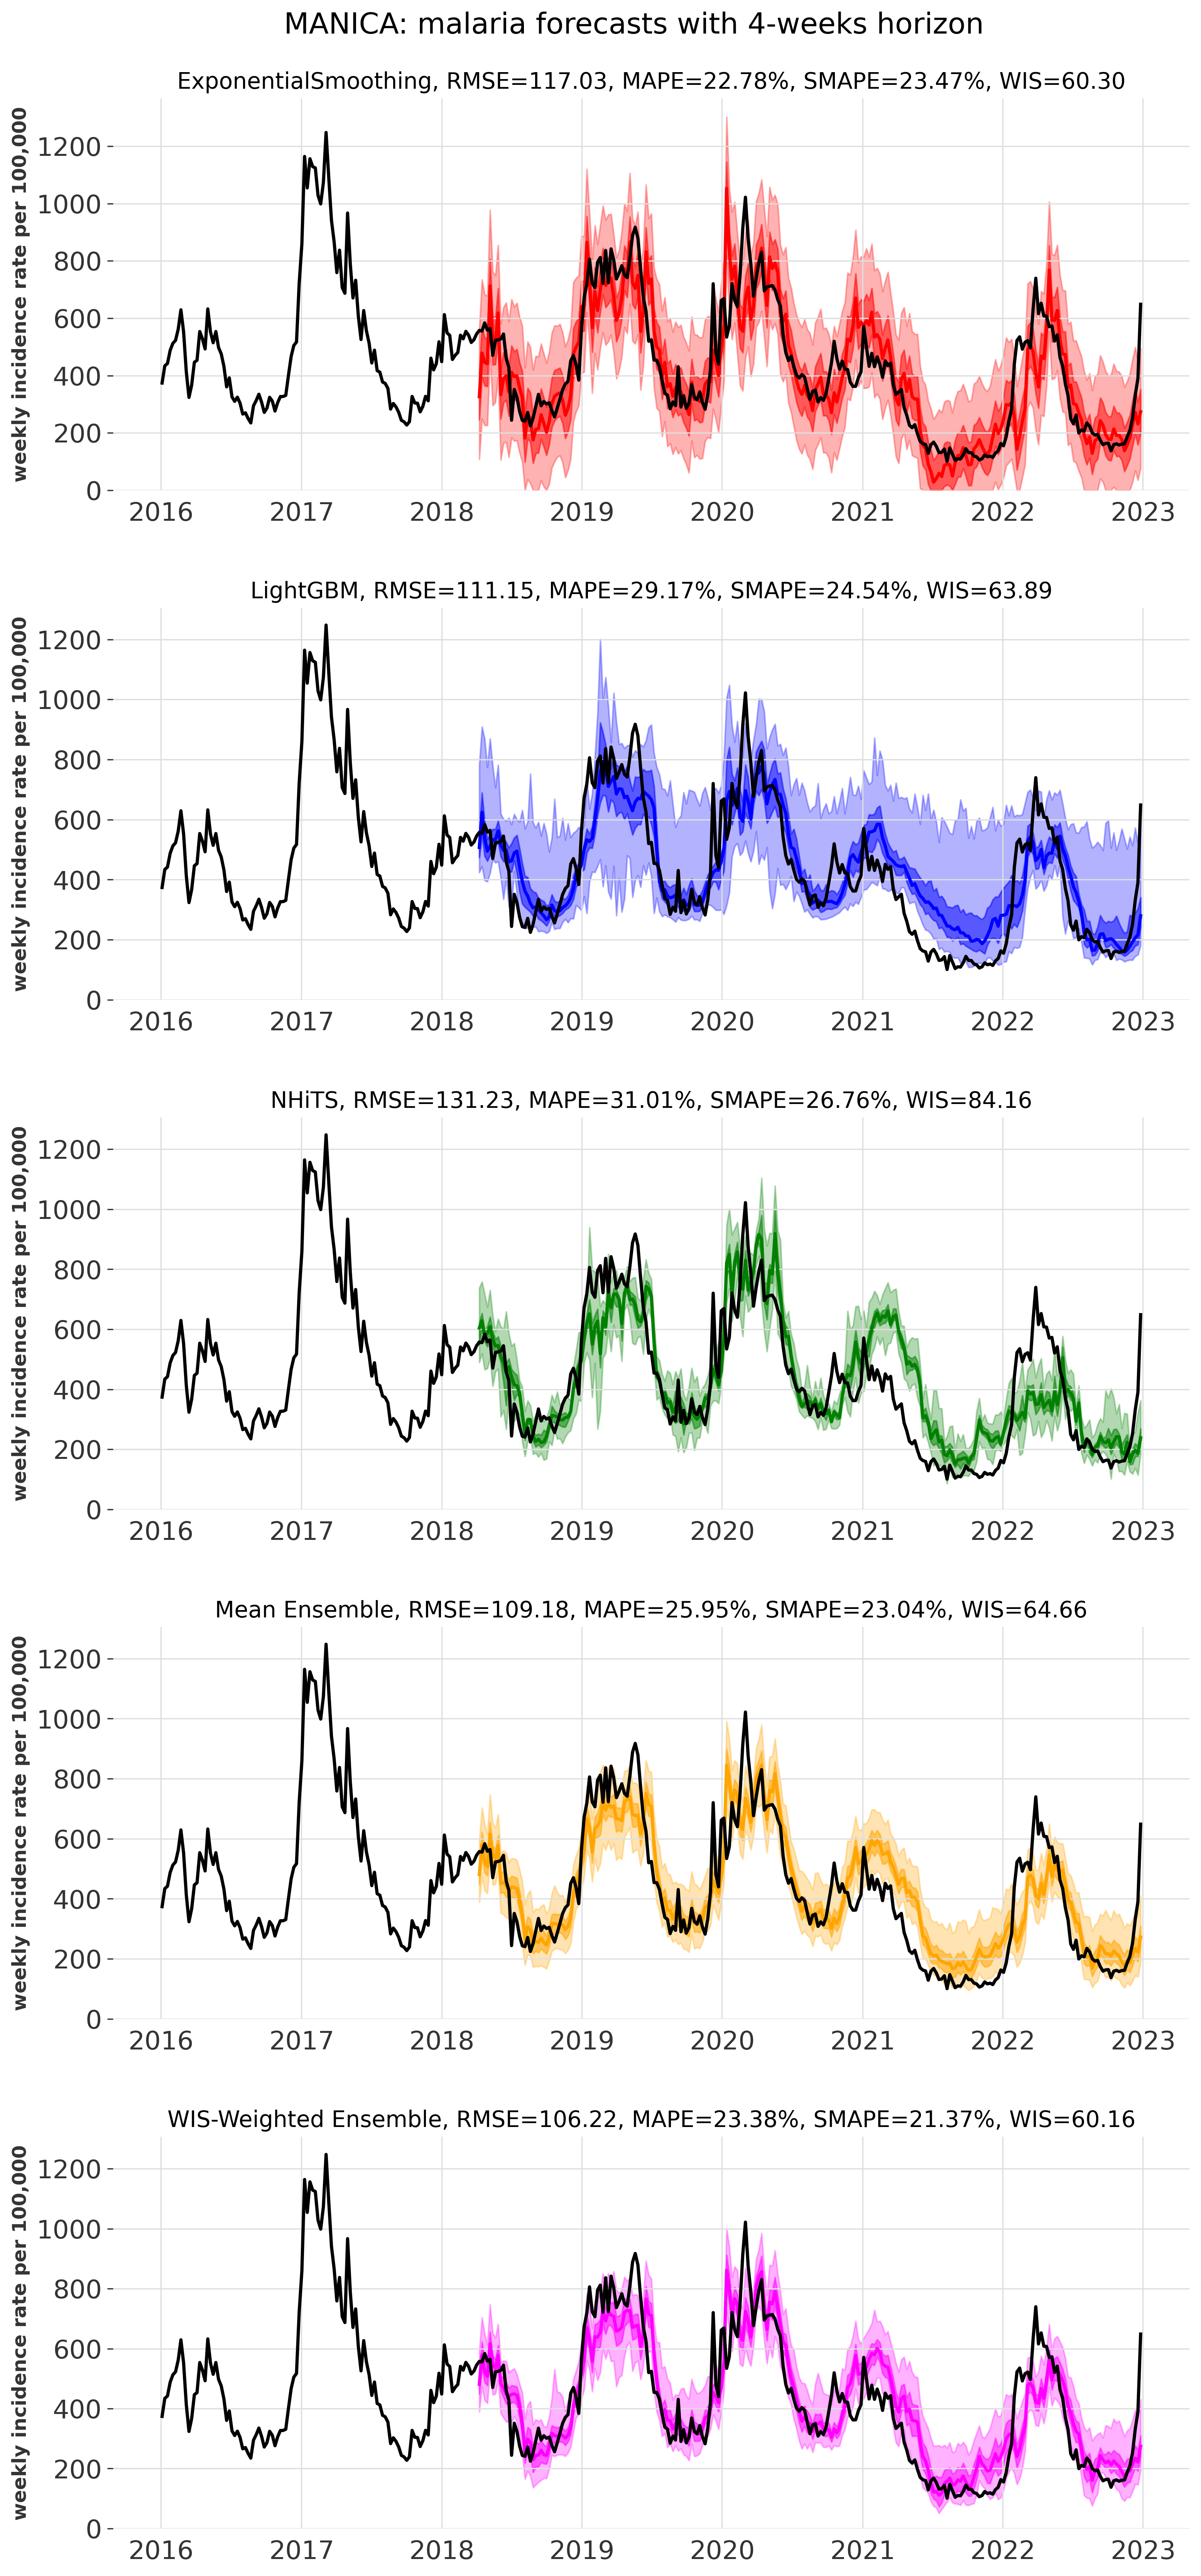 MANICA: malaria forecasts with 4-weeks horizon
ExponentialSmoothing, RMSE=117.03, MAPE=22.78%, SMAPE=23.47%, WIS=60.30
weekly incidence rate per 100,000
1200
1000
800
600
400
200
0
2016 2017 2018 2019 2020 2021 2022 2023
LightGBM, RMSE=111.15, MAPE=29.17%, SMAPE=24.54%, WIS=63.89
weekly incidence rate per 100,000
1200
1000
800
600
400
200
0
2016 2017 2018 2019 2020 2021 2022 2023
NHiTS, RMSE=131.23, MAPE=31.01%, SMAPE=26.76%, WIS=84.16
weekly incidence rate per 100,000
1200
1000
800
600
400
200
0
2016 2017 2018 2019 2020 2021 2022 2023
Mean Ensemble, RMSE=109.18, MAPE=25.95%, SMAPE=23.04%, WIS=64.66
weekly incidence rate per 100,000
1200
1000
800
600
400
200
0
2016 2017 2018 2019 2020 2021 2022 2023
WIS-Weighted Ensemble, RMSE=106.22, MAPE=23.38%, SMAPE=21.37%, WIS=60.16
weekly incidence rate per 100,000
1200
1000
800
600
400
200
0
2016 2017 2018 2019 2020 2021 2022 2023